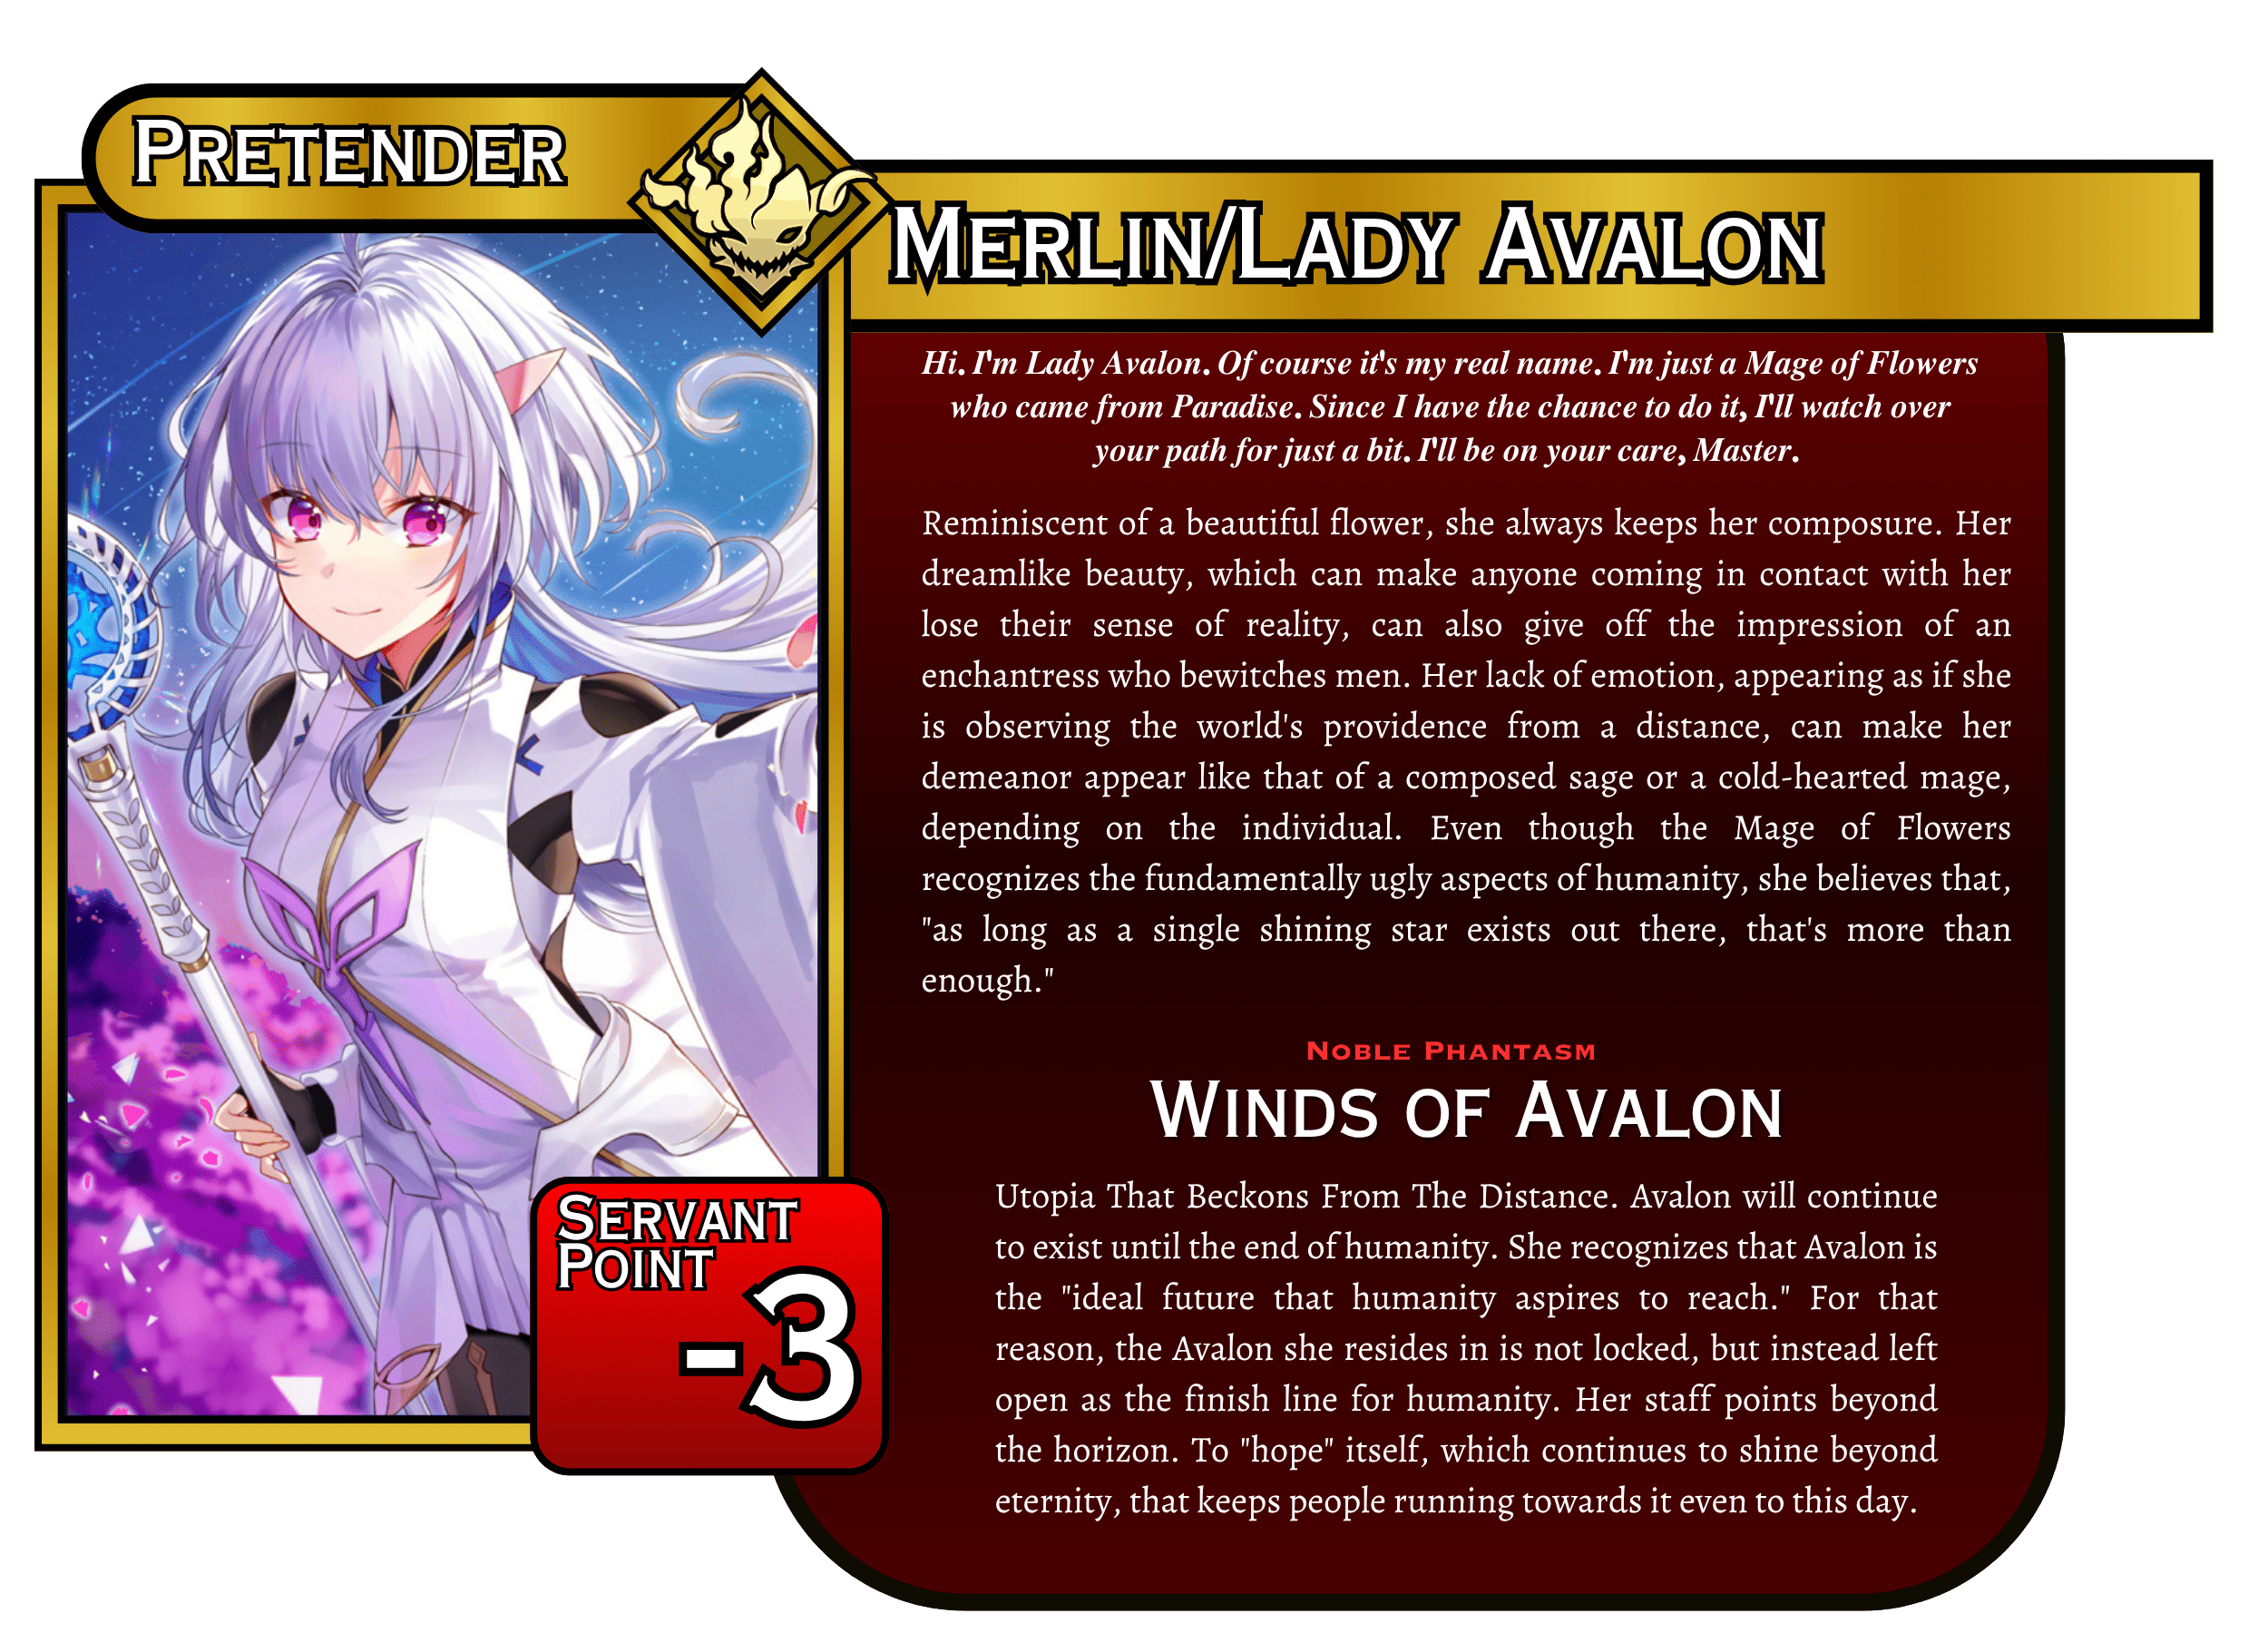 PRETENDER
MERLIN/LADY AVALON
Hi. I'm Lady Avalon. Of course it's my real name. I'm just a Mage of Flowers
who came from Paradise. Since I have the chance to do it, I'll watch over
your path for just a bit. I'll be on your care, Master.
Reminiscent of a beautiful flower, she always keeps her composure. Her
dreamlike beauty, which can make anyone coming in contact with her
lose their sense of reality, can also give off the impression of an
enchantress who bewitches men. Her lack of emotion, appearing as if she
is observing the world's providence from a distance, can make her
demeanor appear like that of a composed sage or a cold-hearted mage,
depending on the individual. Even though the Mage of Flowers
recognizes the fundamentally ugly aspects of humanity, she believes that,
"as long as a single shining star exists out there, that's more than
enough."
NOBLE PHANTASM
WINDS OF AVALON
Utopia That Beckons From The Distance. Avalon will continue
to exist until the end of humanity. She recognizes that Avalon is
the "ideal future that humanity aspires to reach." For that
reason, the Avalon she resides in is not locked, but instead left
open as the finish line for humanity. Her staff points beyond
the horizon. To "hope" itself, which continues to shine beyond
eternity, that keeps people running towards it even to this day.
SERVANT
POINT
-3